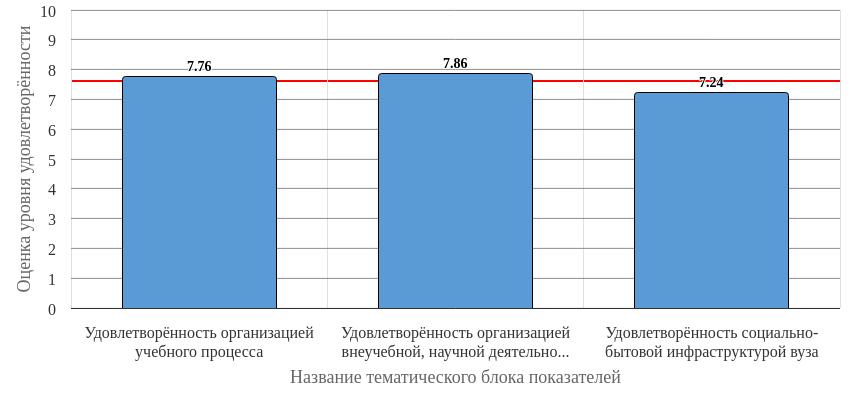 Оценка уровня удовлетворённости
10
9
8
7
6
5
4
3
2
1
0
7.76
7.86
7.24
Удовлетворённость организацией
учебного процесса
Удовлетворённость организацией
внеучебной, научной деятельно...
Удовлетворённость социально-
бытовой инфраструктурой вуза
Название тематического блока показателей